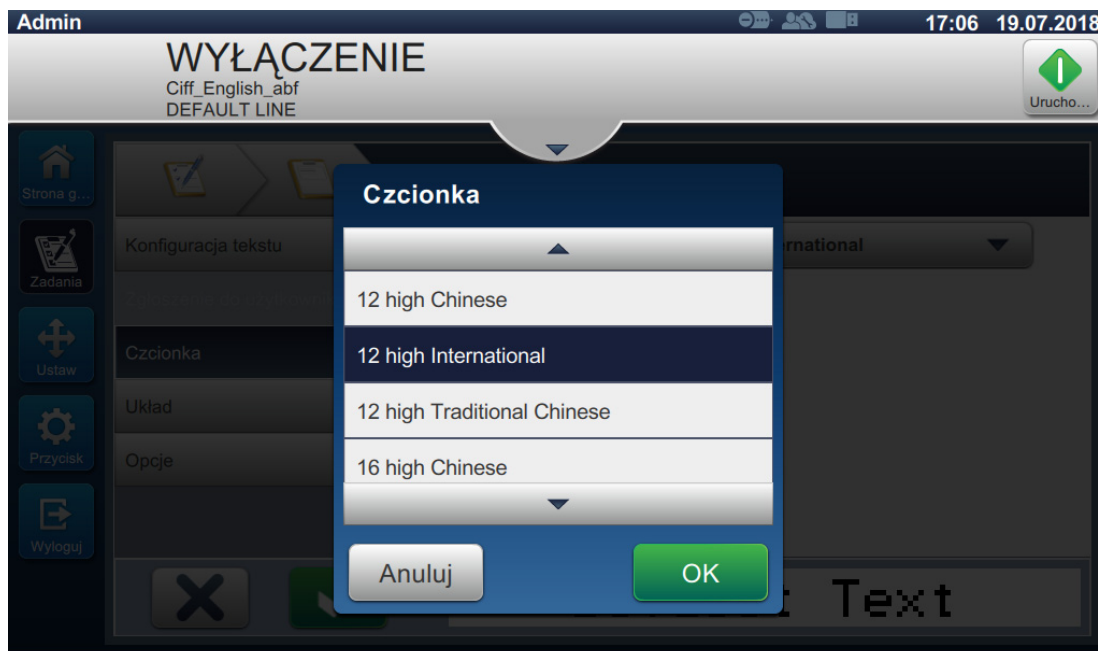 Admin
17:06 19.07.2018
WYŁĄCZENIE
Ciff_English_abf
DEFAULT LINE
Urucho...
Strona g...
Zadania
Ustaw
Przycisk
Wyloguj
Konfiguracja tekstu
Czcionka
Układ
Opcje
rnational
Czcionka
12 high Chinese
12 high International
12 high Traditional Chinese
16 high Chinese
Anuluj
OK
Text